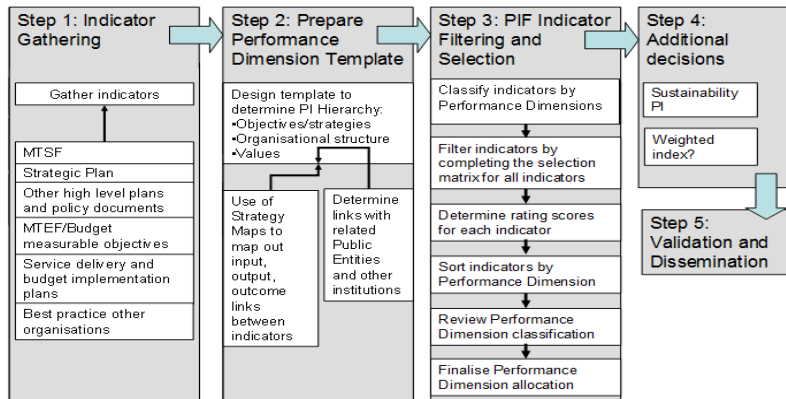 Step 1: Indicator
Gathering
Gather indicators
MTSF
Strategic Plan
Other high level plans
and policy documents
MTEF/Budget
measurable objectives
Service delivery and
budget implementation
plans
Best practice other
organisations
Step 2: Prepare
Performance
Dimension Template
Design template to
determine PI Hierarchy:
•Objectives/strategies
•Organisational structure
•Values
Use of
Strategy
Maps to
map out
input,
output,
outcome
links
between
indicators
Determine
links with
related
Public
Entities
and other
institutions
Step 3: PIF Indicator
Filtering and
Selection
Classify indicators by
Performance Dimensions
Filter indicators by
completing the selection
matrix for all indicators
Determine rating scores
for each indicator
Sort indicators by
Performance Dimension
Review Performance
Dimension classification
Finalise Performance
Dimension allocation
Step 4:
Additional
decisions
Sustainability
PI
Weighted
index?
Step 5:
Validation and
Dissemination